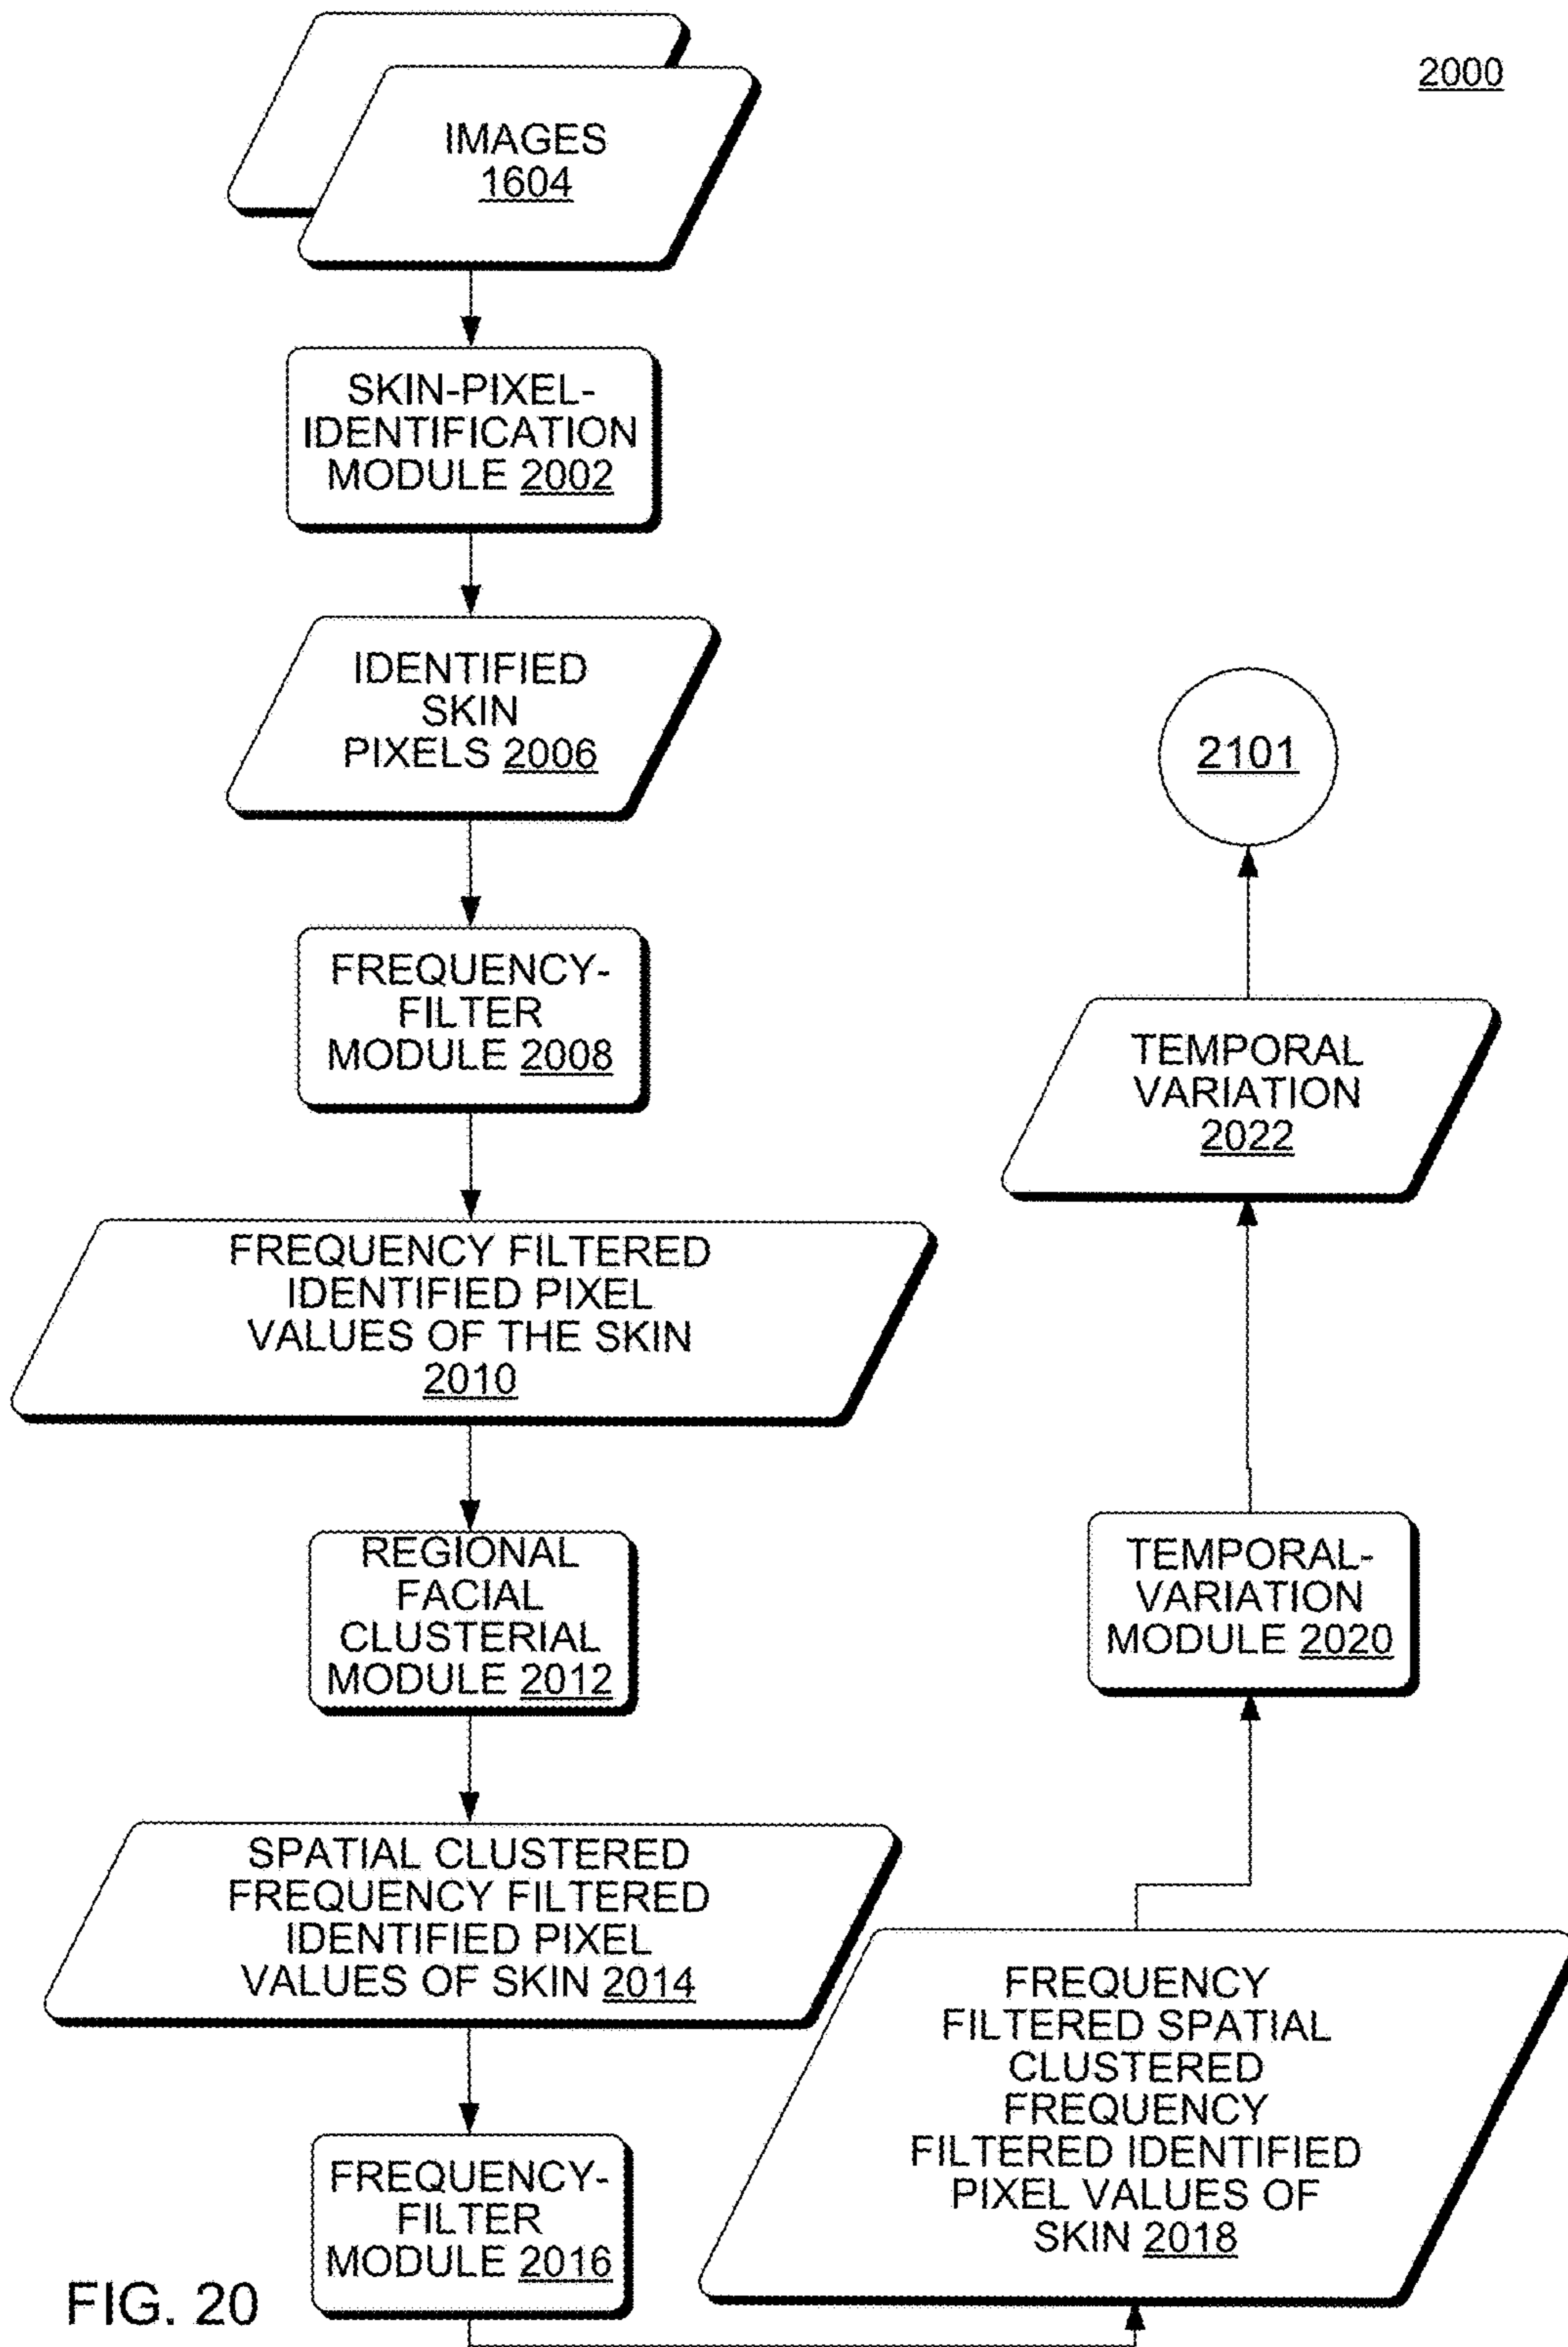 2000
IMAGES
1604
SKIN-PIXEL-
IDENTIFICATION
MODULE 2002
IDENTIFIED
SKIN
PIXELS 2006
FREQUENCY-
FILTER
MODULE 2008
FREQUENCY FILTERED
IDENTIFIED PIXEL
VALUES OF THE SKIN
2010
REGIONAL
FACIAL
CLUSTERIAL
MODULE 2012
SPATIAL CLUSTERED
FREQUENCY FILTERED
IDENTIFIED PIXEL
VALUES OF SKIN 2014
FREQUENCY-
FILTER
MODULE 2016
FREQUENCY
FILTERED SPATIAL
CLUSTERED
FREQUENCY
FILTERED IDENTIFIED
PIXEL VALUES OF
SKIN 2018
TEMPORAL-
VARIATION
MODULE 2020
TEMPORAL
VARIATION
2022
2101
FIG. 20